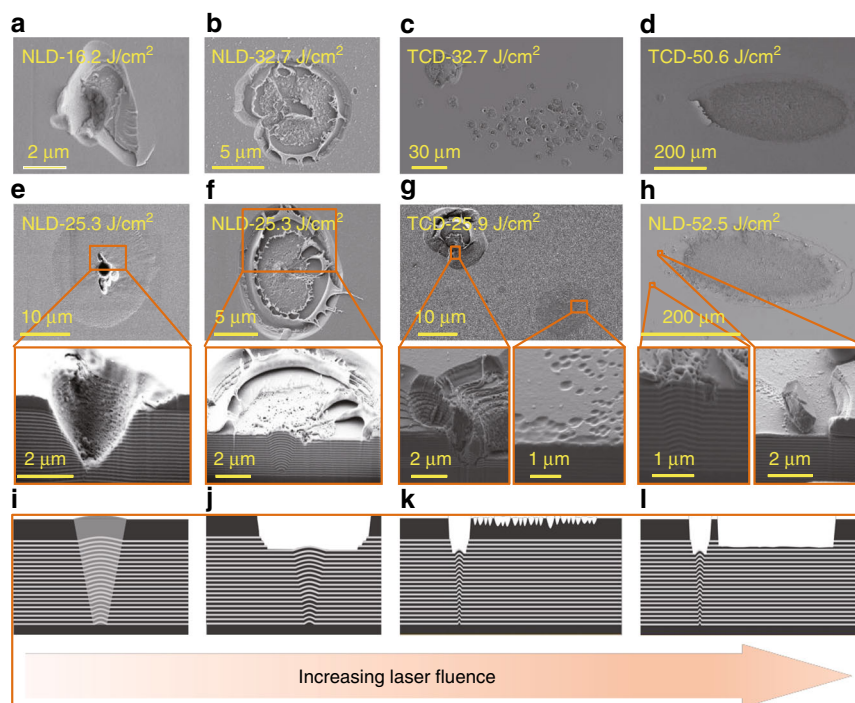 a b c d
NLD-16.2 J/cm² NLD-32.7 J/cm² TCD-32.7 J/cm² TCD-50.6 J/cm²
2 μm 5 μm 30 μm 200 μm
e f g h
NLD-25.3 J/cm² NLD-25.3 J/cm² TCD-25.9 J/cm² NLD-52.5 J/cm²
10 μm 5 μm 10 μm 200 μm
2 μm 2 μm 2 μm 1 μm 1 μm 2 μm
i j k l
Increasing laser fluence